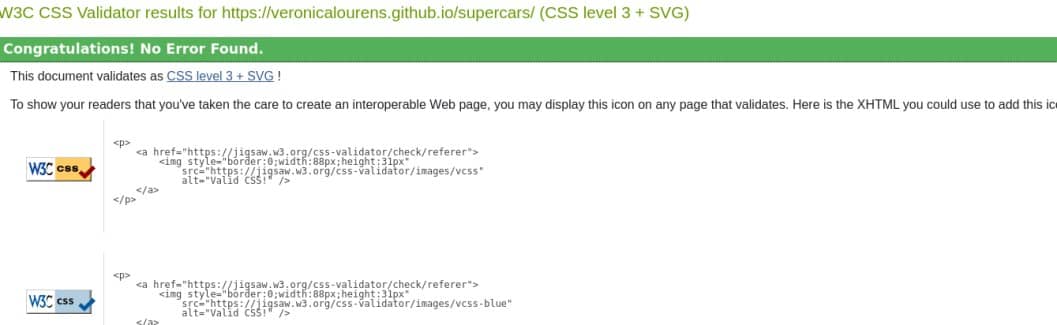 W3C CSS Validator results for https://veronicalourens.github.io/supercars/ (CSS level 3 + SVG)
Congratulations! No Error Found.
This document validates as CSS level 3 + SVG !
To show your readers that you've taken the care to create an interoperable Web page, you may display this icon on any page that validates. Here is the XHTML you could use to add this ico
<p>
<a href="https://jigsaw.w3.org/css-validator/check/referer">
<img style="border:0;width:88px;height:31px"
W3C css
src="https://jigsaw.w3.org/css-validator/images/vcss"
alt="Valid CSS!" />
</a>
</p>
<p>
<a href="https://jigsaw.w3.org/css-validator/check/referer">
<img style="border:0;width:88px;height:31px"
W3C css
src="https://jigsaw.w3.org/css-validator/images/vcss-blue"
alt="Valid CSS!" />
</a>